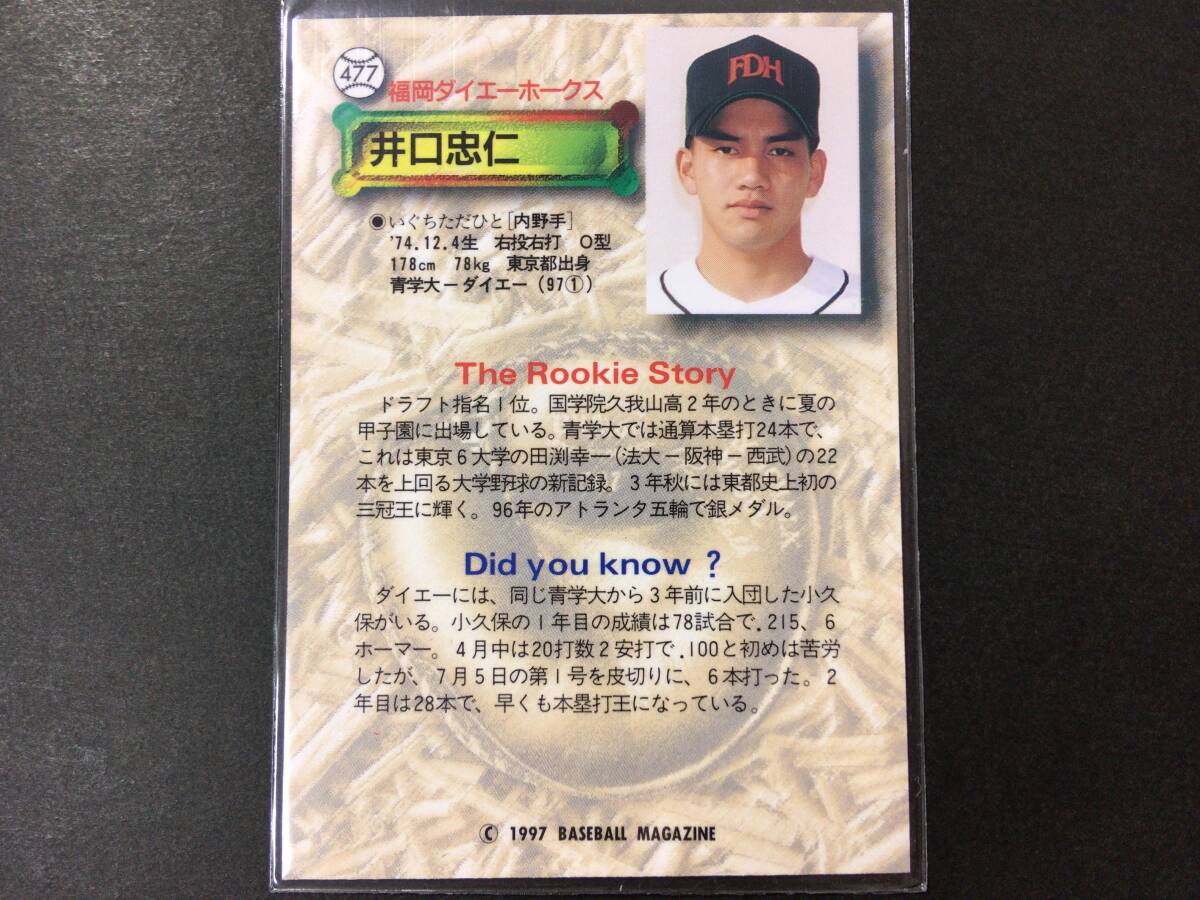 477
福岡ダイエーホークス
FDH
井口忠仁
●いぐちただひと[内野手]
'74.12.4生 右投右打 O型
178cm 78kg 東京都出身
青学大－ダイエー（97①）
The Rookie Story
ドラフト指名1位。国学院久我山高2年のときに夏の
甲子園に出場している。青学大では通算本塁打24本で、
これは東京6大学の田渕幸一（法大－阪神－西武）の22
本を上回る大学野球の新記録。3年秋には東都史上初の
三冠王に輝く。96年のアトランタ五輪で銀メダル。
Did you know ?
ダイエーには、同じ青学大から3年前に入団した小久
保がいる。小久保の1年目の成績は78試合で.215、6
ホーマー。4月中は20打数2安打で.100と初めは苦労
したが、7月5日の第1号を皮切りに、6本打った。2
年目は28本で、早くも本塁打王になっている。
© 1997 BASEBALL MAGAZINE